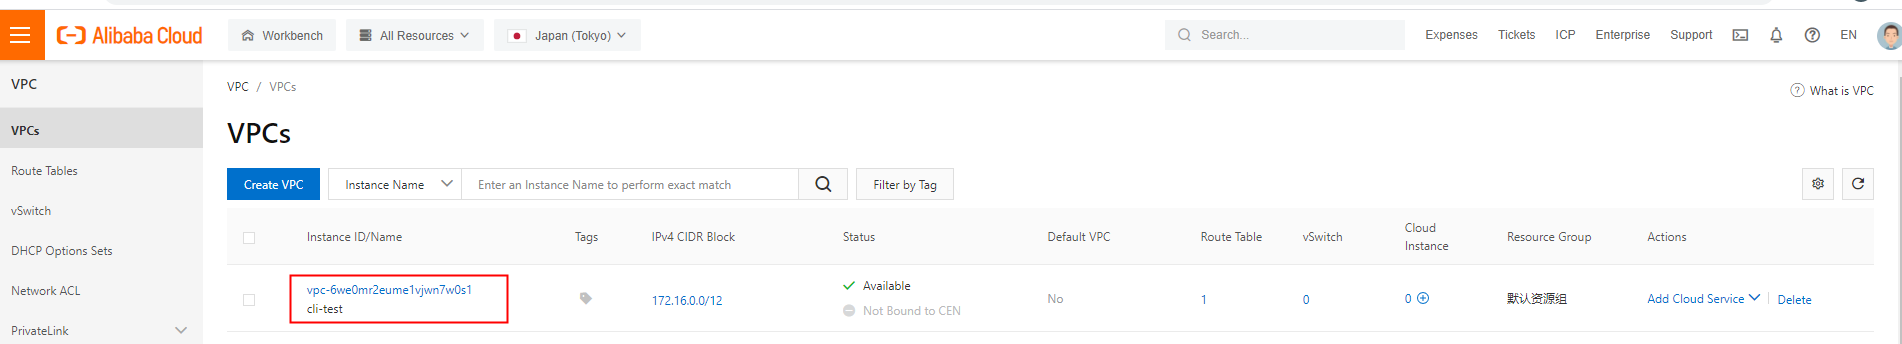 Alibaba Cloud
Workbench
All Resources
Japan (Tokyo)
Search...
Expenses
Tickets
ICP
Enterprise
Support
EN
VPC
VPCs
Route Tables
vSwitch
DHCP Options Sets
Network ACL
PrivateLink
VPC / VPCs
What is VPC
VPCs
Create VPC
Instance Name
Enter an Instance Name to perform exact match
Filter by Tag
Instance ID/Name
Tags
IPv4 CIDR Block
Status
Default VPC
Route Table
vSwitch
Cloud
Instance
Resource Group
Actions
vpc-6we0mr2eume1vjwn7w0s1
cli-test
172.16.0.0/12
Available
Not Bound to CEN
No
1
0
0
默认资源组
Add Cloud Service
Delete